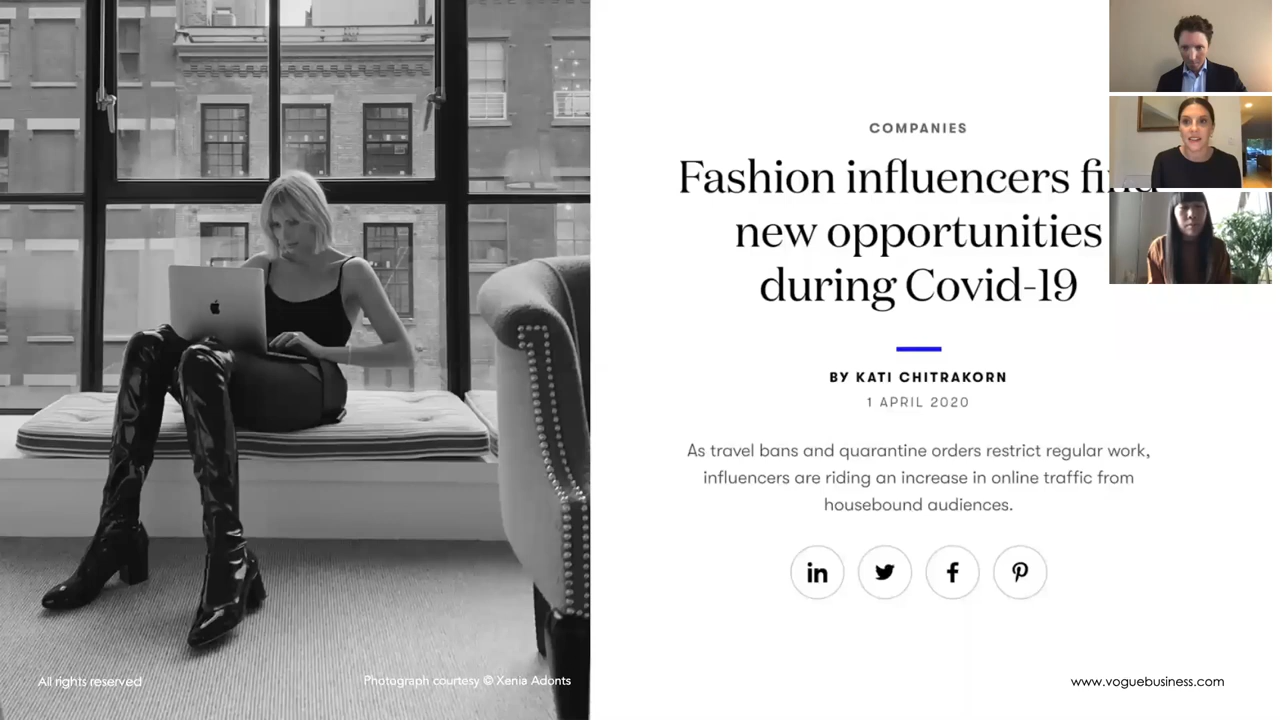 COMPANIES
Fashion influencers
new opportunities
during Covid-19
BY KATI CHITRAKORN
1 APRIL 2020
As travel bans and quarantine orders restrict regular work,
influencers are riding an increase in online traffic from
housebound audiences.
in
All rights reserved
Photograph courtesy © Xenia Adonts
www.voguebusiness.com